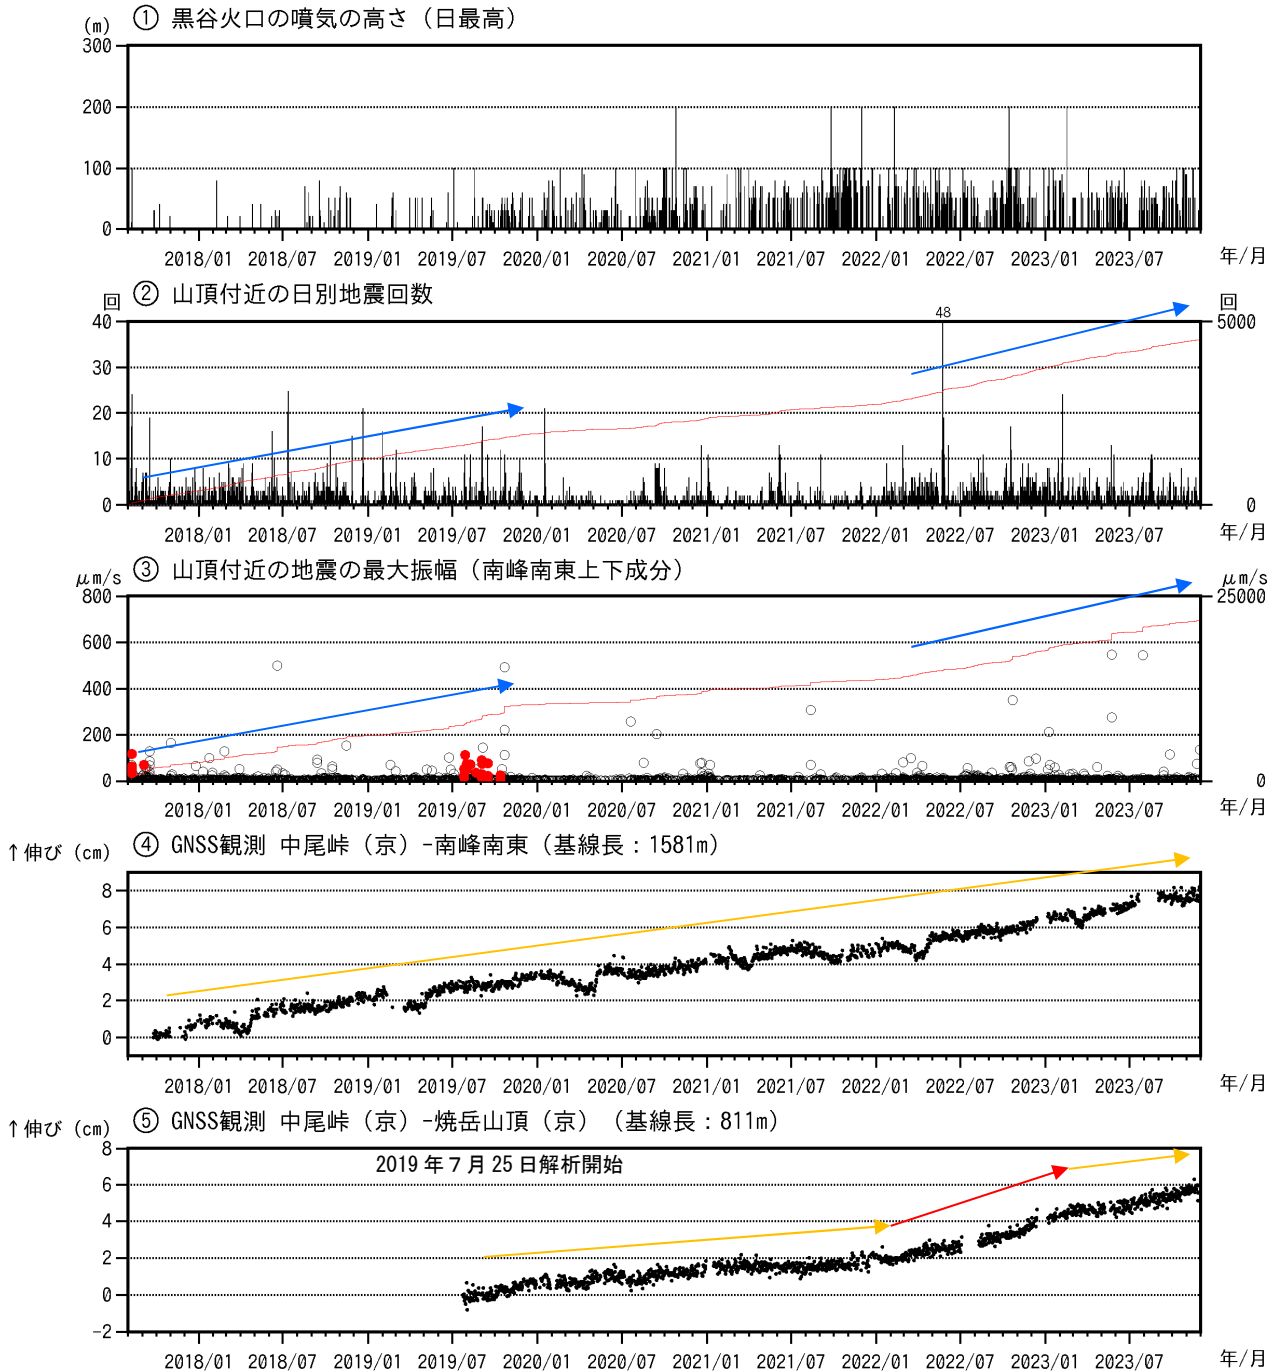 ① 黒谷火口の噴気の高さ（日最高）
(m)
300
200
100
0
2018/01 2018/07 2019/01 2019/07 2020/01 2020/07 2021/01 2021/07 2022/01 2022/07 2023/01 2023/07 年/月
② 山頂付近の日別地震回数
回 回
48
40 5000
30
20
10
0 0
2018/01 2018/07 2019/01 2019/07 2020/01 2020/07 2021/01 2021/07 2022/01 2022/07 2023/01 2023/07 年/月
③ 山頂付近の地震の最大振幅（南峰南東上下成分）
μm/s μm/s
800 25000
600
400
200
0 0
2018/01 2018/07 2019/01 2019/07 2020/01 2020/07 2021/01 2021/07 2022/01 2022/07 2023/01 2023/07 年/月
④ GNSS観測 中尾峠（京）-南峰南東（基線長：1581m）
↑伸び（cm）
8
6
4
2
0
2018/01 2018/07 2019/01 2019/07 2020/01 2020/07 2021/01 2021/07 2022/01 2022/07 2023/01 2023/07 年/月
⑤ GNSS観測 中尾峠（京）-焼岳山頂（京）（基線長：811m）
↑伸び（cm）
2019 年７月 25 日解析開始
8
6
4
2
0
-2
2018/01 2018/07 2019/01 2019/07 2020/01 2020/07 2021/01 2021/07 2022/01 2022/07 2023/01 2023/07 年/月